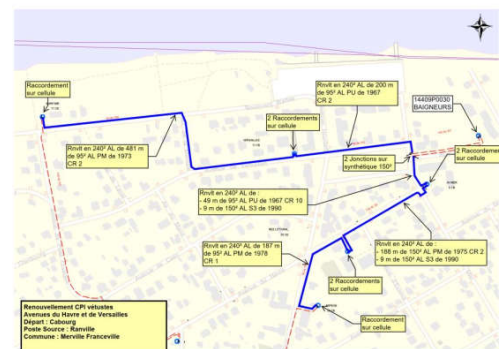 Raccordement
sur cellule
Rnvlt en 240² AL de 200 m
de 95² AL PU de 1967
CR 2
14409P0030
BAIGNEURS
2 Raccordements
sur cellule
Rnvlt en 240² AL de 481 m
de 95² AL PM de 1973
CR 2
2 Jonctions sur
synthétique 150²
2 Raccordements
sur cellule
Rnvlt en 240² AL de :
- 49 m de 95² AL PU de 1967 CR 10
- 9 m de 150² AL S3 de 1990
Rnvlt en 240² AL de 187 m
de 95² AL PM de 1978
CR 1
Rnvlt en 240² AL de :
- 188 m de 150² AL PM de 1975 CR 2
- 9 m de 150² AL S3 de 1990
2 Raccordements
sur cellule
Raccordement
sur cellule
Renouvellement CPI vétustes
Avenues du Havre et de Versailles
Départ : Cabourg
Poste Source : Ranville
Commune : Merville Franceville